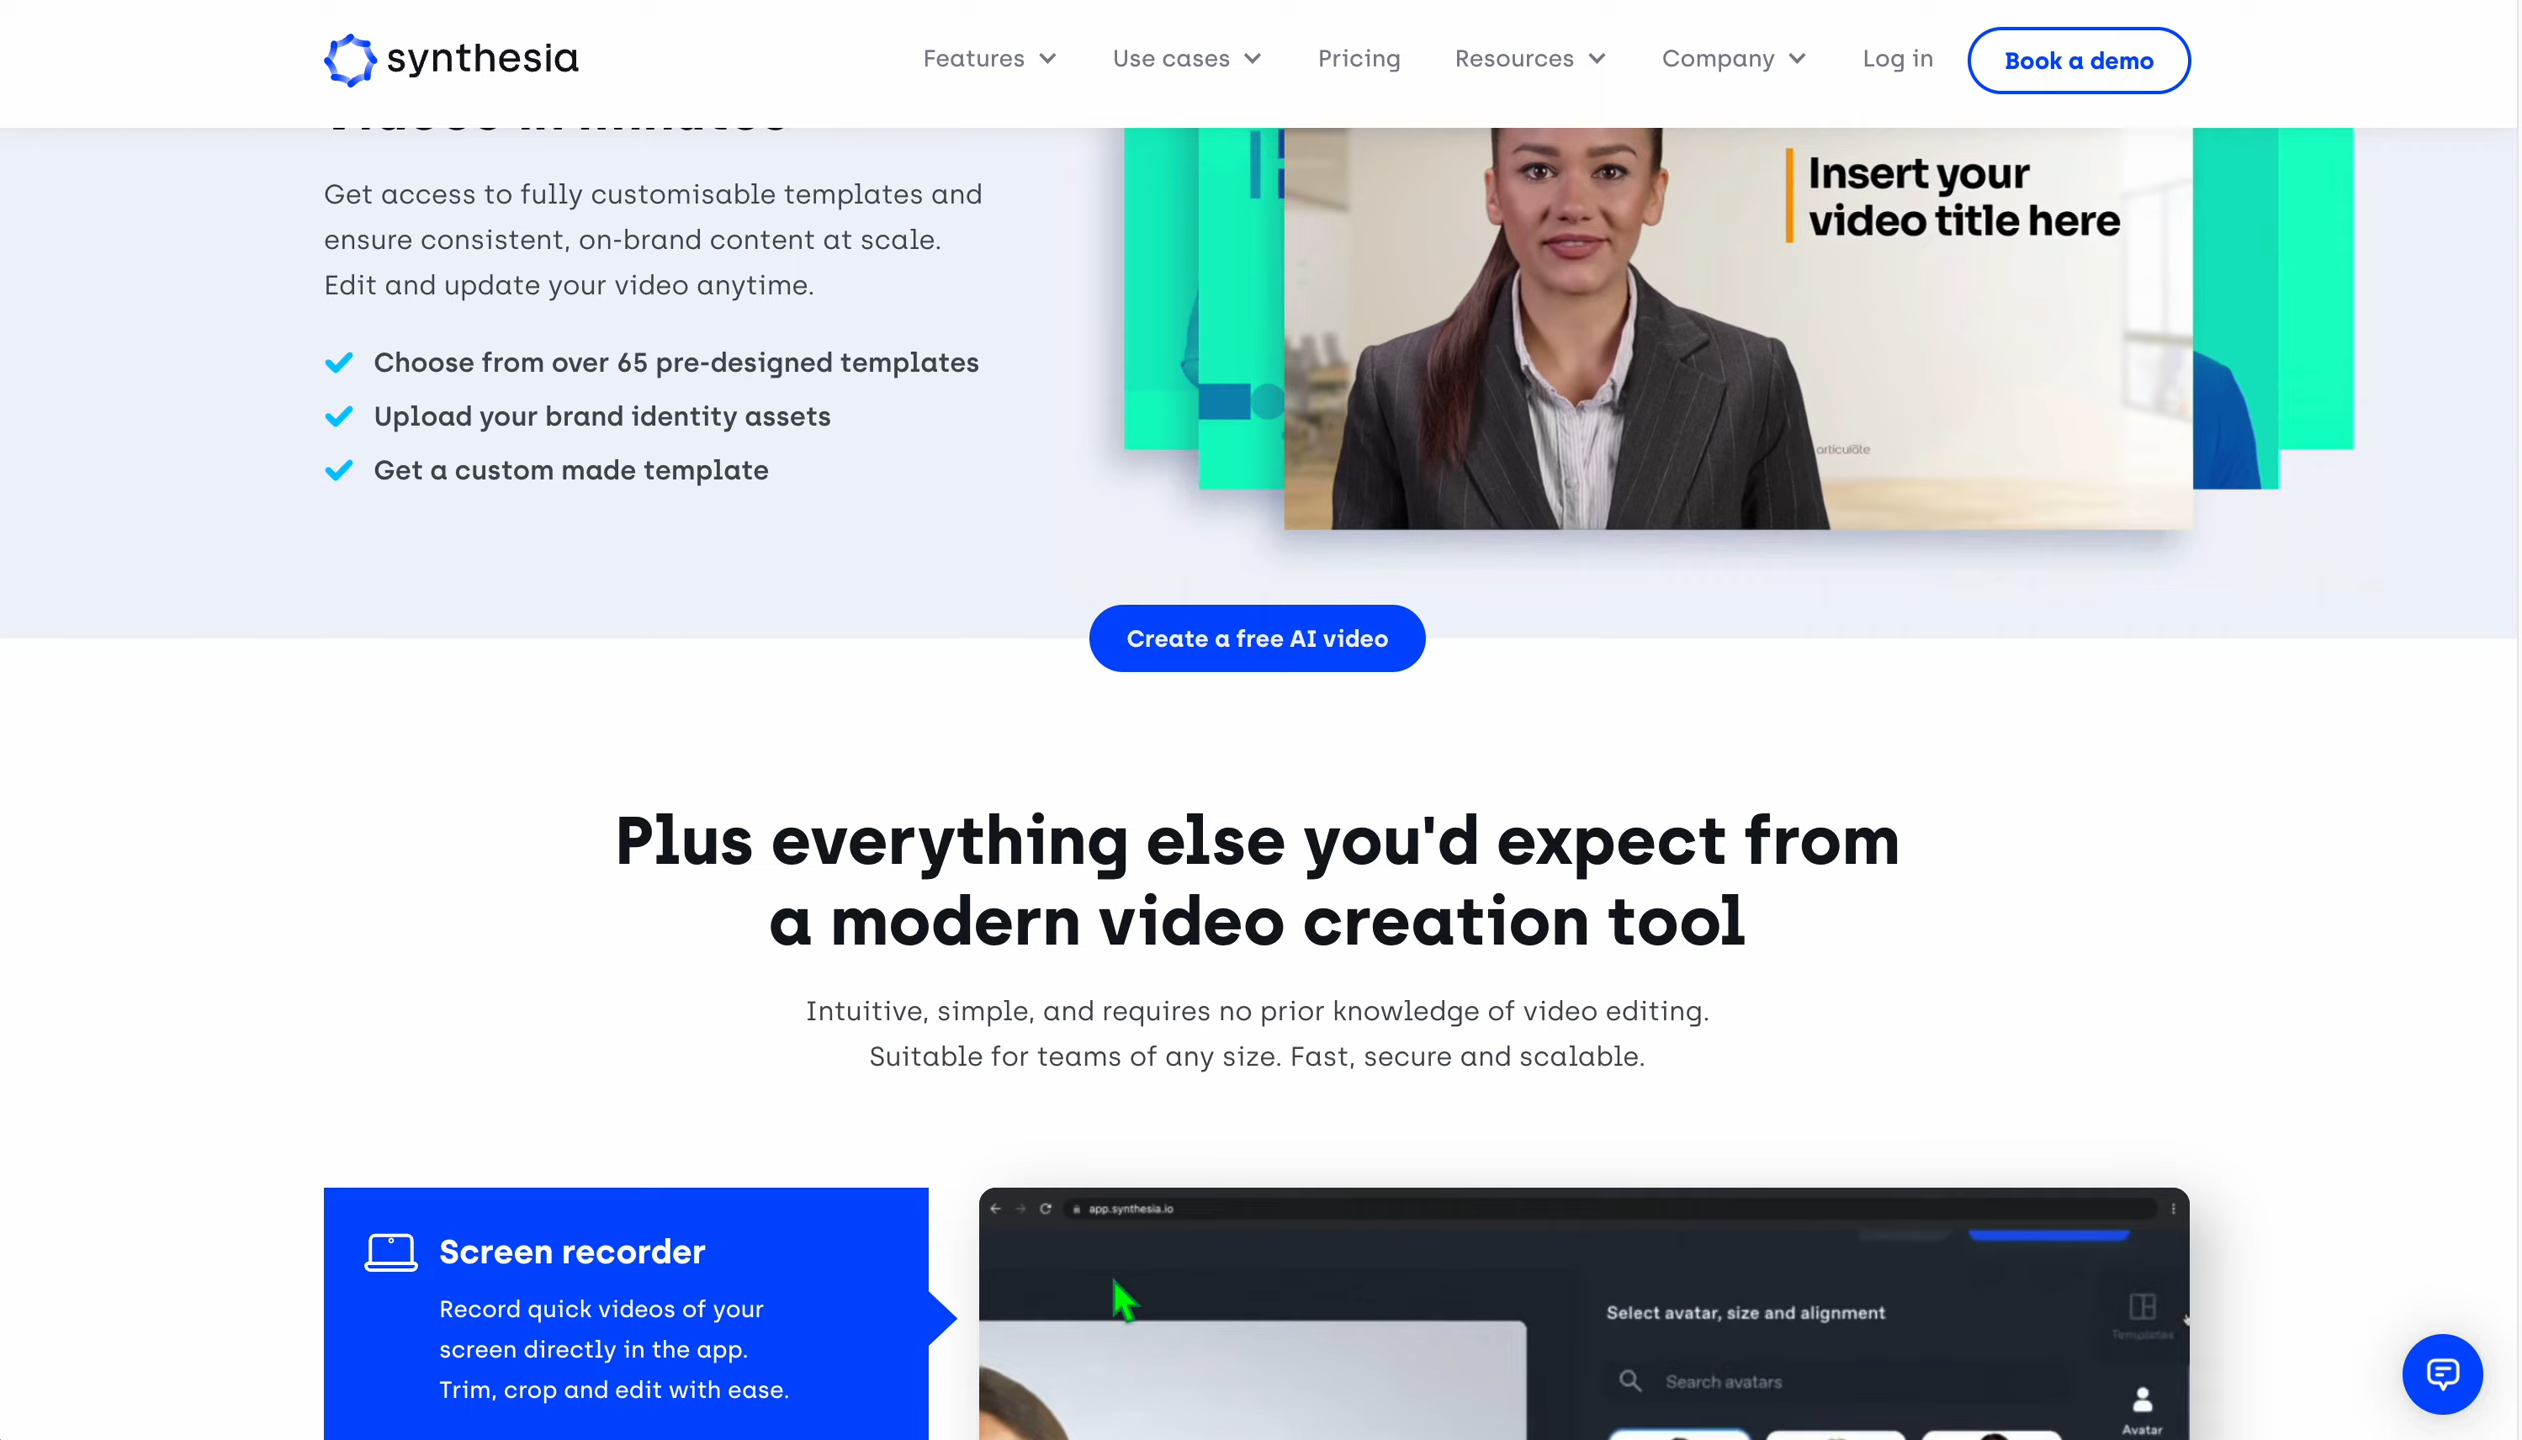 synthesia
Features
Use cases
Pricing
Resources
Company
Log in
Book a demo
Get access to fully customisable templates and
ensure consistent, on-brand content at scale.
Edit and update your video anytime.
Choose from over 65 pre-designed templates
Upload your brand identity assets
Get a custom made template
Insert your
video title here
articulate
Create a free AI video
Plus everything else you'd expect from
a modern video creation tool
Intuitive, simple, and requires no prior knowledge of video editing.
Suitable for teams of any size. Fast, secure and scalable.
Screen recorder
Record quick videos of your
screen directly in the app.
Trim, crop and edit with ease.
app.synthesia.io
Select avatar, size and alignment
Search avatars
Templates
Avatar